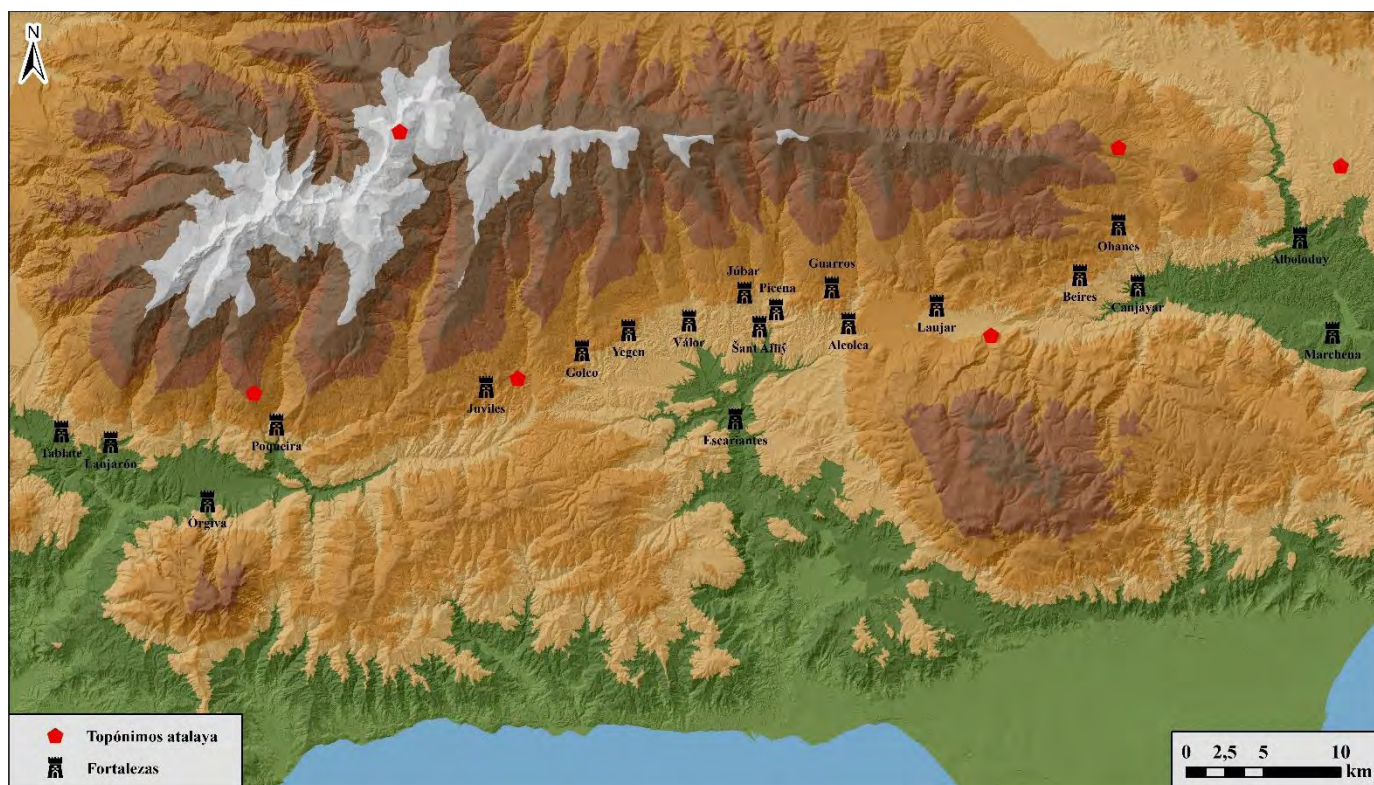 N
Ohanes
Alboloduy
Júbar
Guarros
Picena
Beires
Canjáyar
Laujar
Válor
Šant Afliŷ
Alcolea
Yegen
Marchena
Golco
Juviles
Escariantes
Poqueira
Tablate
Lanjarón
Órgiva
Topónimos atalaya
Fortalezas
0 2,5 5 10
km